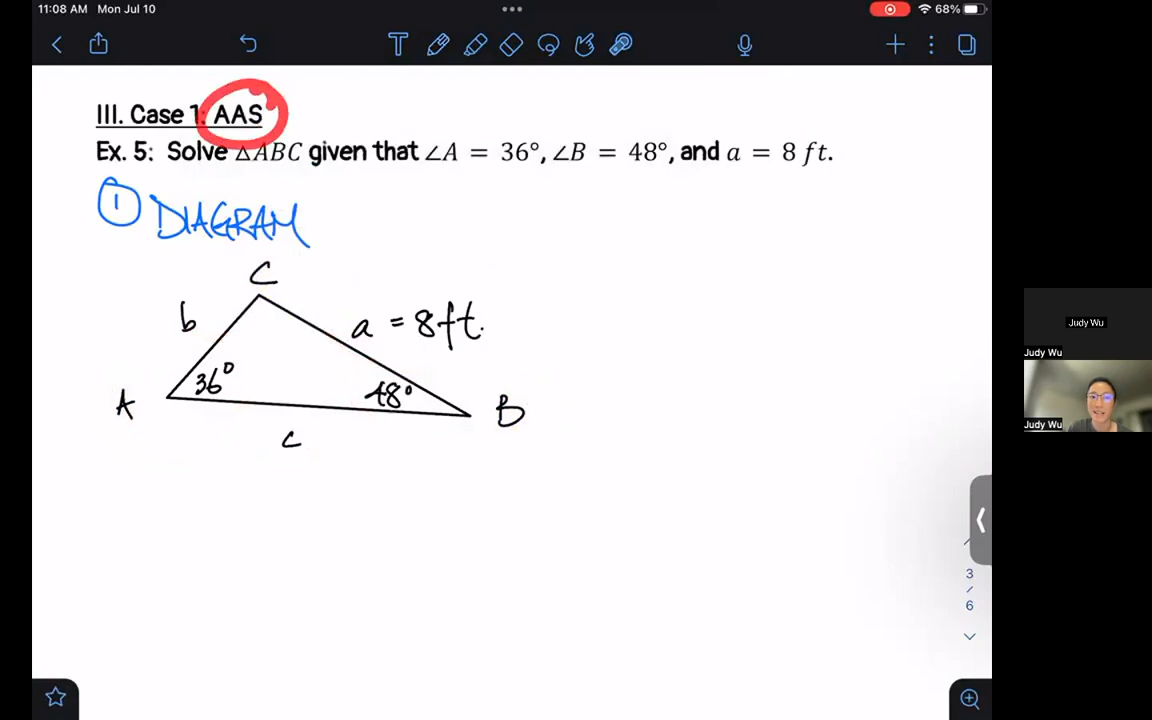 11:08 AM Mon Jul 10
68%
T
III. Case 1: AAS
Ex. 5: Solve △ABC given that ∠A = 36°, ∠B = 48°, and a = 8 ft.
① DIAGRAM
C
b
a = 8ft.
36°
48°
A
B
c
Judy Wu
Judy Wu
Judy Wu
3
/
6